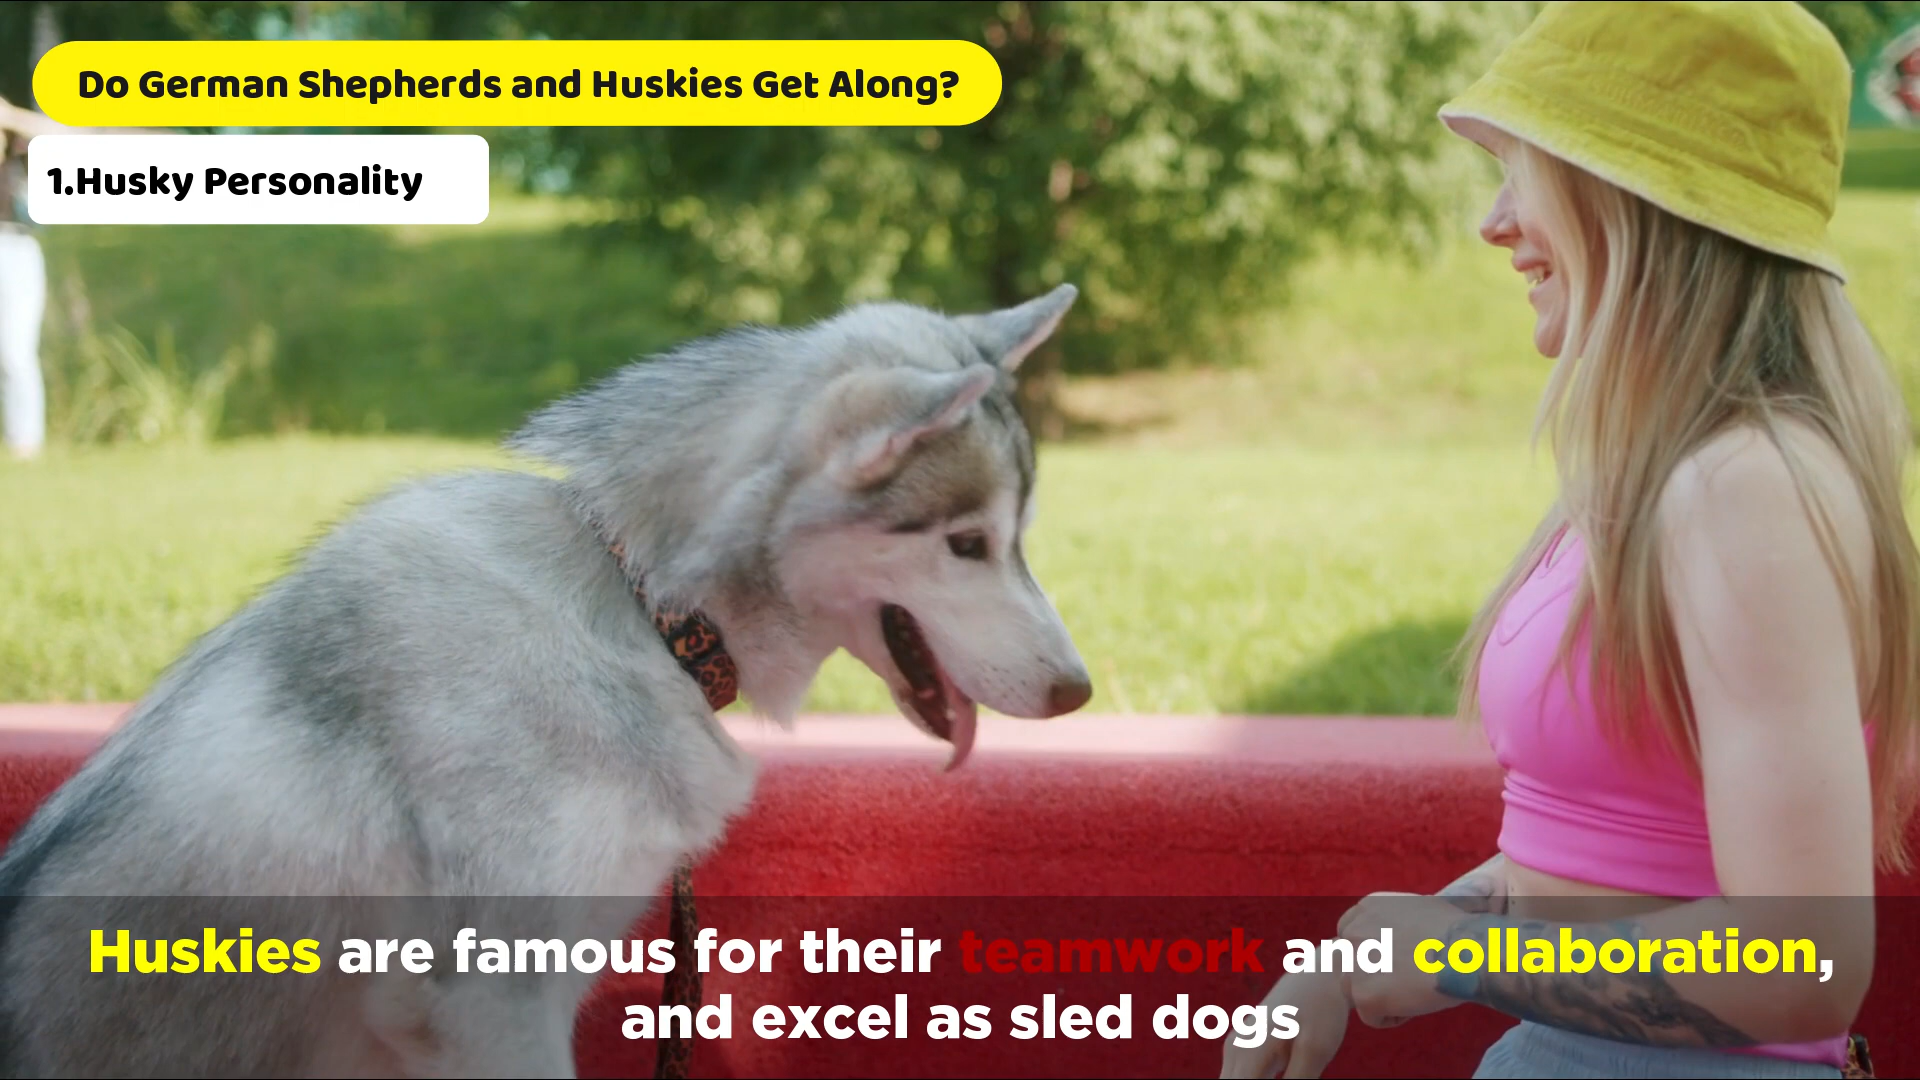 Do German Shepherds and Huskies Get Along?
1.Husky Personality
Huskies are famous for their teamwork and collaboration,
and excel as sled dogs